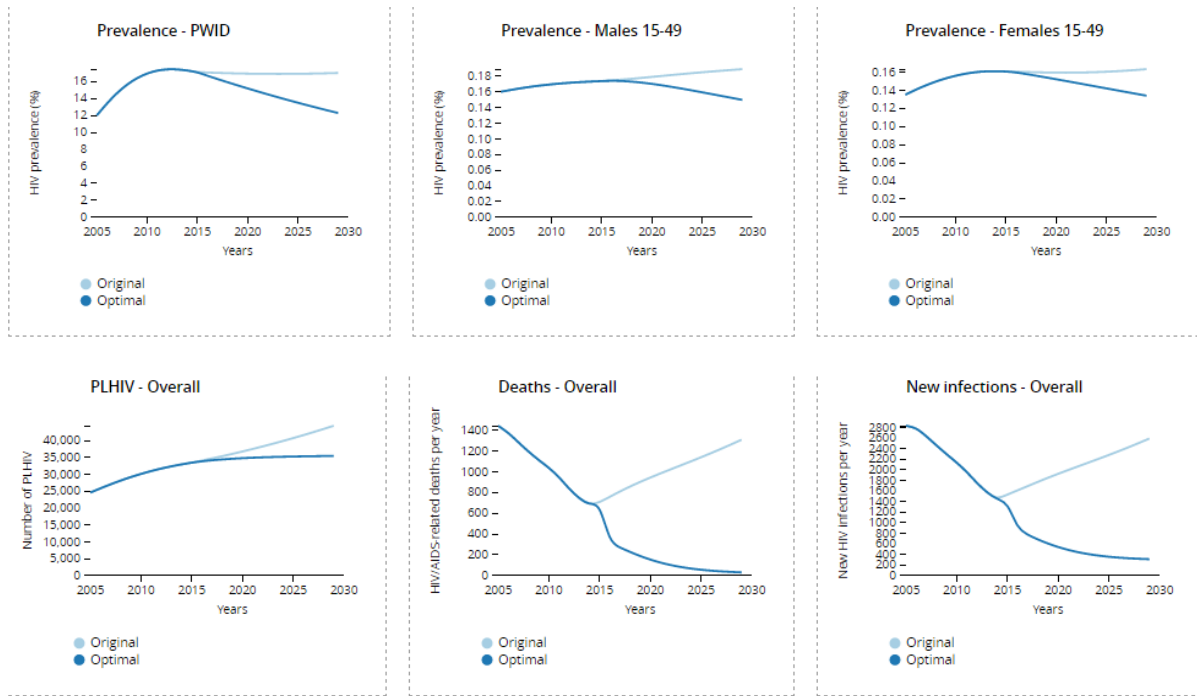 Prevalence - PWID
HIV prevalence (%)
16
14
12
10
8
6
4
2
0
2005 2010 2015 2020 2025 2030
Years
Original
Optimal
Prevalence - Males 15-49
HIV prevalence (%)
0.18
0.16
0.14
0.12
0.10
0.08
0.06
0.04
0.02
0.00
2005 2010 2015 2020 2025 2030
Years
Original
Optimal
Prevalence - Females 15-49
HIV prevalence (%)
0.16
0.14
0.12
0.10
0.08
0.06
0.04
0.02
0.00
2005 2010 2015 2020 2025 2030
Years
Original
Optimal
PLHIV - Overall
Number of PLHIV
40,000
35,000
30,000
25,000
20,000
15,000
10,000
5,000
0
2005 2010 2015 2020 2025 2030
Years
Original
Optimal
Deaths - Overall
HIV/AIDS-related deaths per year
1400
1200
1000
800
600
400
200
0
2005 2010 2015 2020 2025 2030
Years
Original
Optimal
New infections - Overall
New HIV infections per year
2800
2600
2400
2200
2000
1800
1600
1400
1200
1000
800
600
400
200
0
2005 2010 2015 2020 2025 2030
Years
Original
Optimal